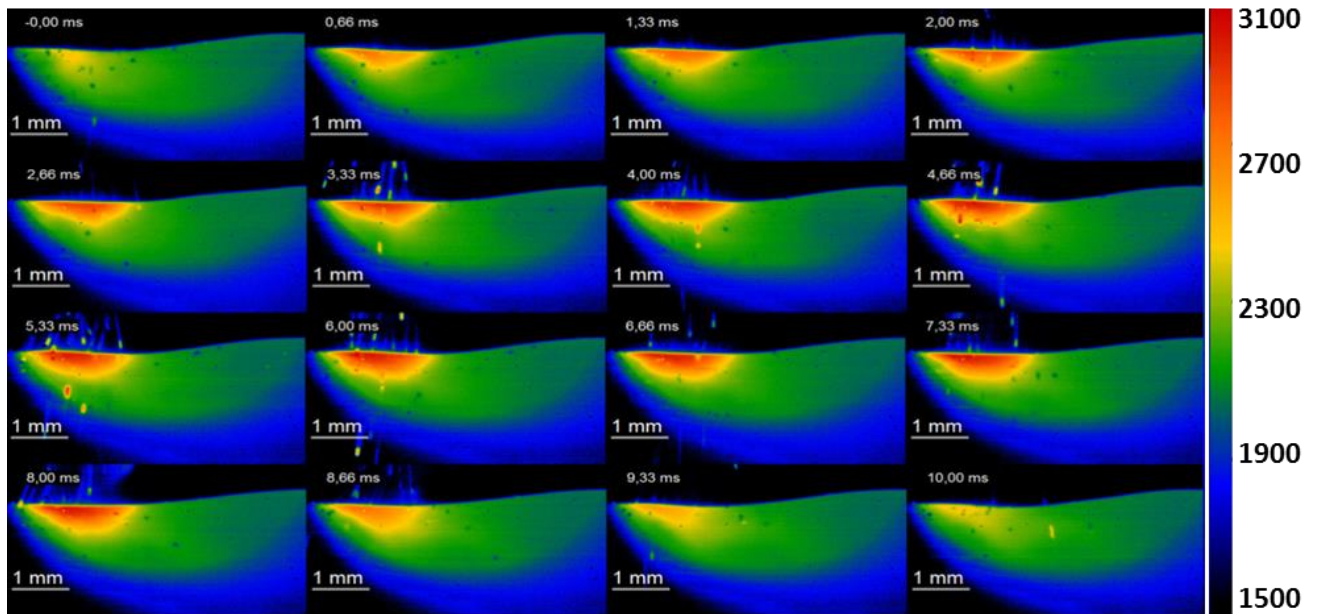 -0,00 ms
0,66 ms
1,33 ms
2,00 ms
1 mm
1 mm
1 mm
1 mm
2,66 ms
3,33 ms
4,00 ms
4,66 ms
1 mm
1 mm
1 mm
1 mm
5,33 ms
6,00 ms
6,66 ms
7,33 ms
1 mm
1 mm
1 mm
1 mm
8,00 ms
8,66 ms
9,33 ms
10,00 ms
1 mm
1 mm
1 mm
1 mm
3100
2700
2300
1900
1500